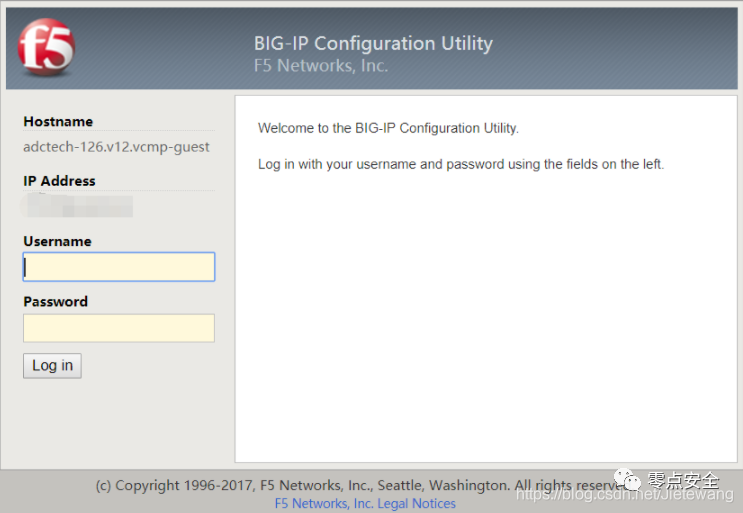 f5
BIG-IP Configuration Utility
F5 Networks, Inc.
Hostname
adctech-126.v12.vcmp-guest
IP Address
Username
Password
Log in
Welcome to the BIG-IP Configuration Utility.
Log in with your username and password using the fields on the left.
(c) Copyright 1996-2017, F5 Networks, Inc., Seattle, Washington. All rights reserved.
F5 Networks, Inc. Legal Notices
零点安全
https://blog.csdn.net/Jietewang